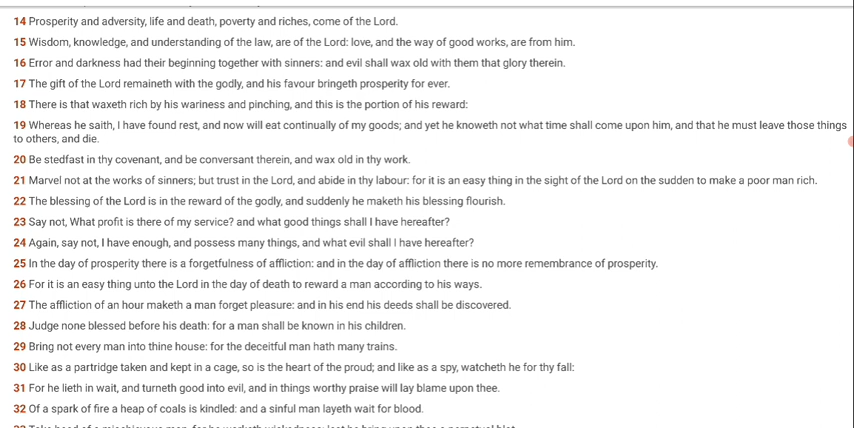 14 Prosperity and adversity, life and death, poverty and riches, come of the Lord.
15 Wisdom, knowledge, and understanding of the law, are of the Lord: love, and the way of good works, are from him.
16 Error and darkness had their beginning together with sinners: and evil shall wax old with them that glory therein.
17 The gift of the Lord remaineth with the godly, and his favour bringeth prosperity for ever.
18 There is that waxeth rich by his wariness and pinching, and this is the portion of his reward:
19 Whereas he saith, I have found rest, and now will eat continually of my goods; and yet he knoweth not what time shall come upon him, and that he must leave those things
to others, and die.
20 Be stedfast in thy covenant, and be conversant therein, and wax old in thy work.
21 Marvel not at the works of sinners; but trust in the Lord, and abide in thy labour: for it is an easy thing in the sight of the Lord on the sudden to make a poor man rich.
22 The blessing of the Lord is in the reward of the godly, and suddenly he maketh his blessing flourish.
23 Say not, What profit is there of my service? and what good things shall I have hereafter?
24 Again, say not, I have enough, and possess many things, and what evil shall I have hereafter?
25 In the day of prosperity there is a forgetfulness of affliction: and in the day of affliction there is no more remembrance of prosperity.
26 For it is an easy thing unto the Lord in the day of death to reward a man according to his ways.
27 The affliction of an hour maketh a man forget pleasure: and in his end his deeds shall be discovered.
28 Judge none blessed before his death: for a man shall be known in his children.
29 Bring not every man into thine house: for the deceitful man hath many trains.
30 Like as a partridge taken and kept in a cage, so is the heart of the proud; and like as a spy, watcheth he for thy fall:
31 For he lieth in wait, and turneth good into evil, and in things worthy praise will lay blame upon thee.
32 Of a spark of fire a heap of coals is kindled: and a sinful man layeth wait for blood.